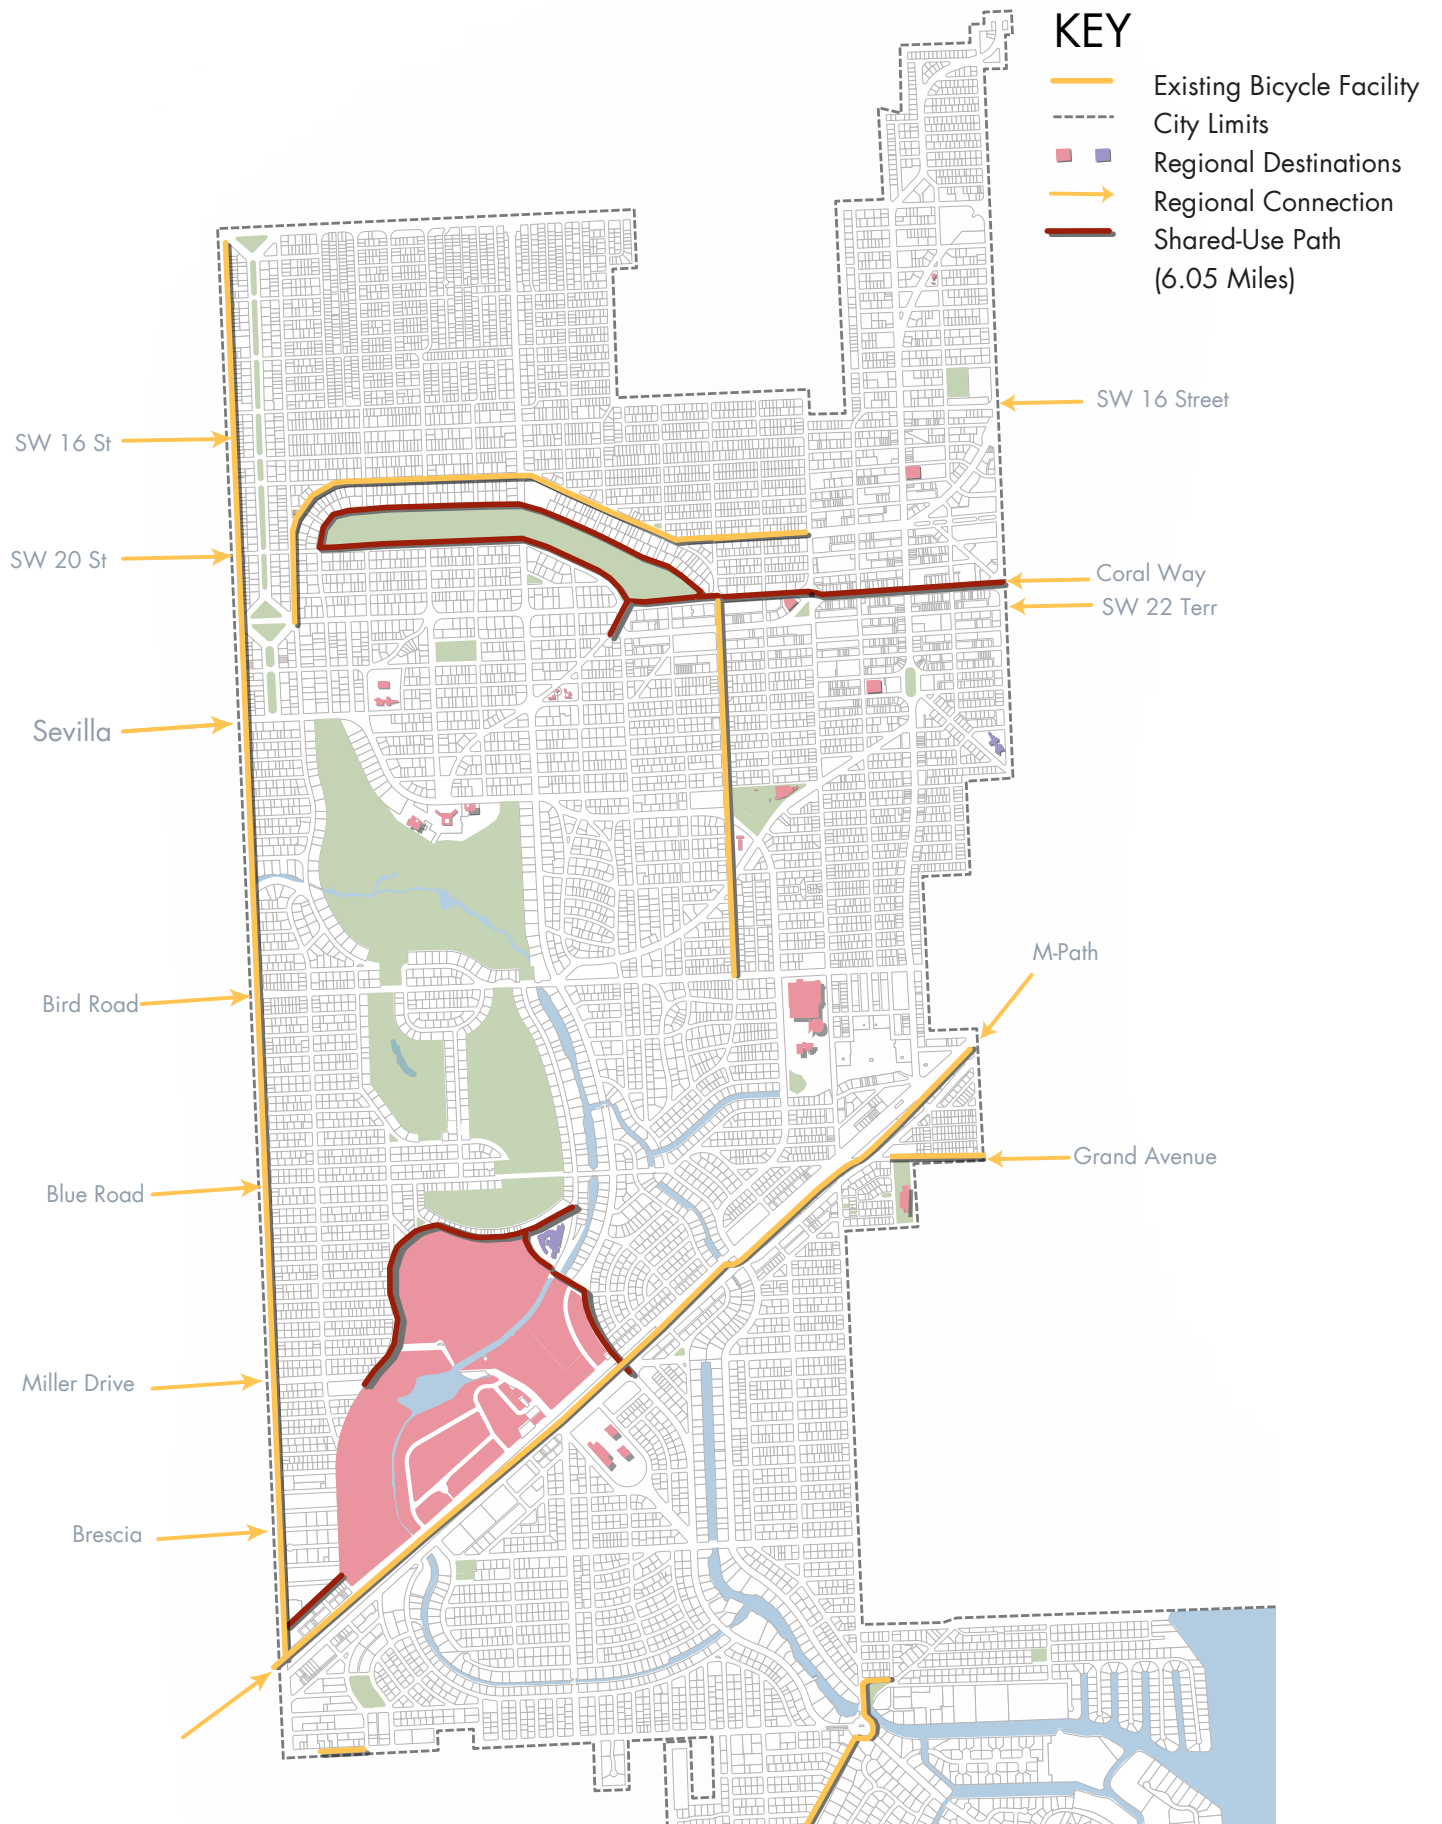 KEY
Existing Bicycle Facility
City Limits
Regional Destinations
Regional Connection
Shared-Use Path
(6.05 Miles)
SW 16 Street
SW 16 St
SW 20 St
Coral Way
SW 22 Terr
Sevilla
M-Path
Bird Road
Grand Avenue
Blue Road
Miller Drive
Brescia